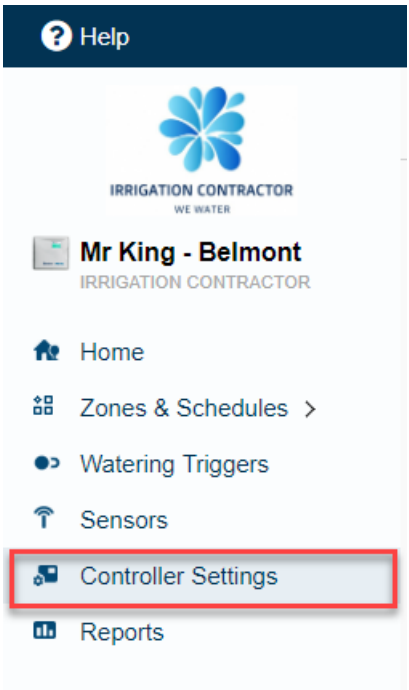 ? Help
IRRIGATION CONTRACTOR
WE WATER
Mr King - Belmont
IRRIGATION CONTRACTOR
Home
Zones & Schedules >
Watering Triggers
Sensors
Controller Settings
Reports